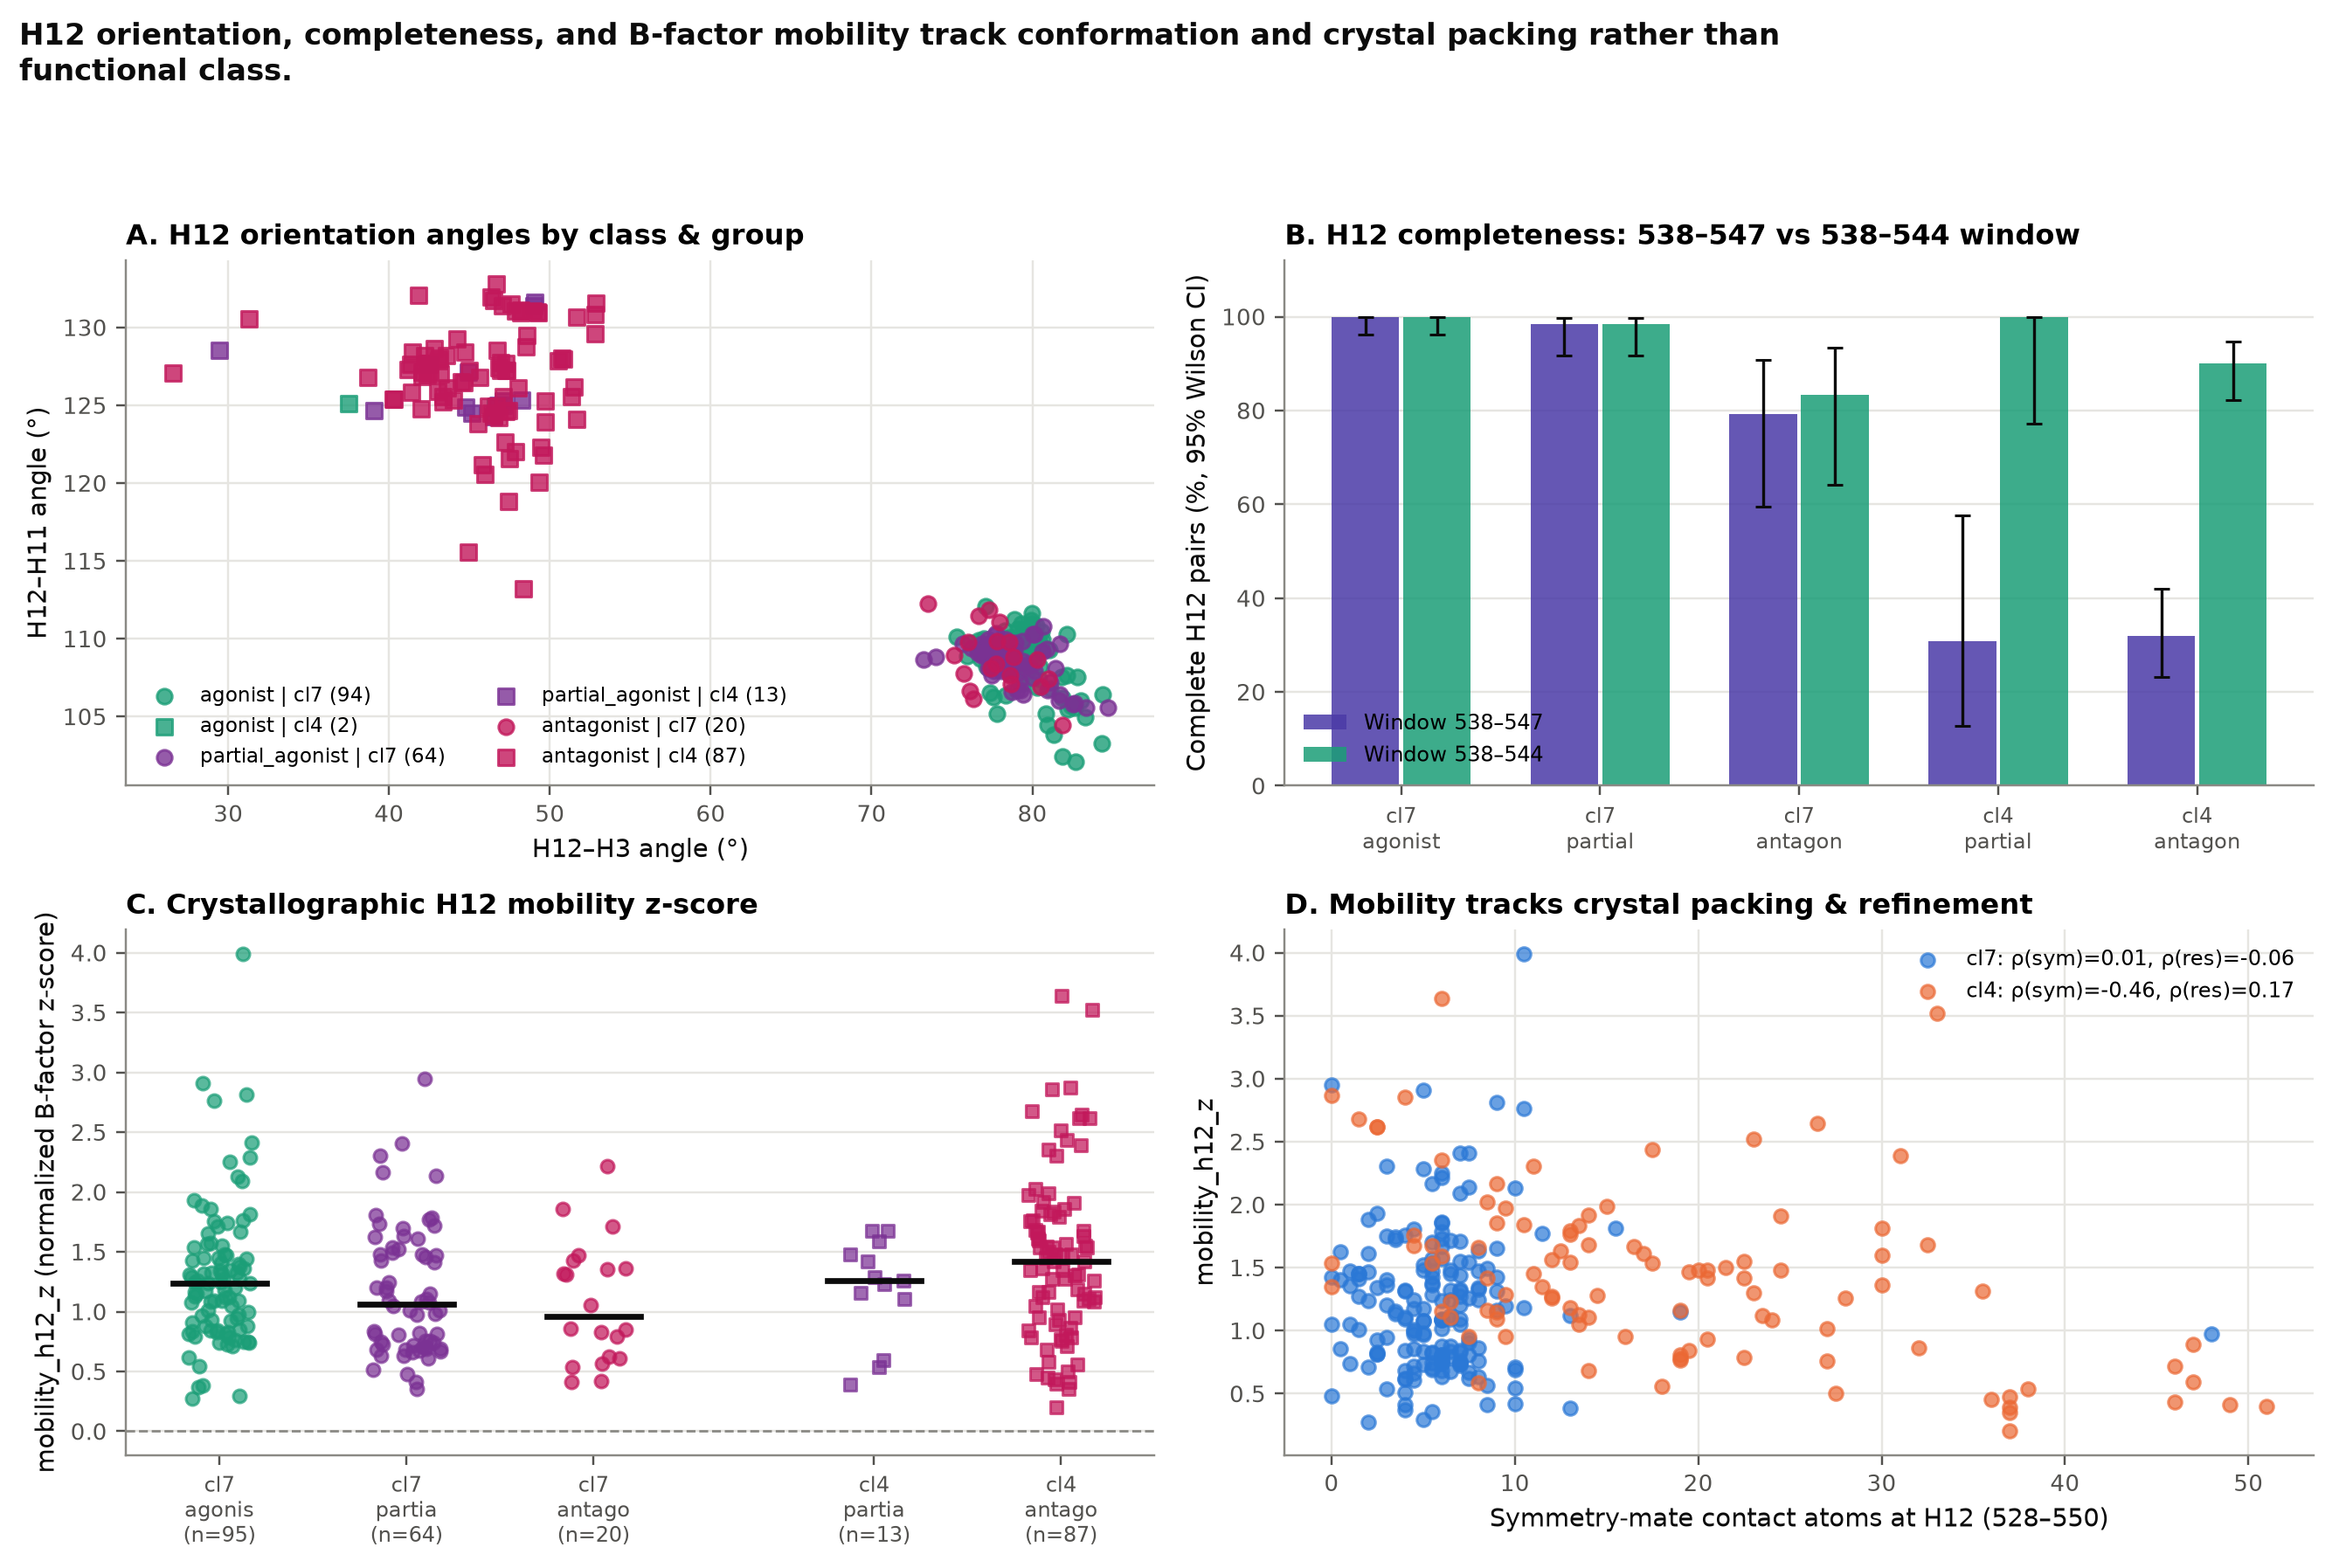 H12 orientation, completeness, and B-factor mobility track conformation and crystal packing rather than
functional class.
A. H12 orientation angles by class & group
H12–H11 angle (°)
130
125
120
115
110
105
agonist | cl7 (94)
agonist | cl4 (2)
partial_agonist | cl7 (64)
partial_agonist | cl4 (13)
antagonist | cl7 (20)
antagonist | cl4 (87)
30 40 50 60 70 80
H12–H3 angle (°)
B. H12 completeness: 538–547 vs 538–544 window
Complete H12 pairs (%, 95% Wilson CI)
100
80
60
40
20
0
Window 538–547
Window 538–544
cl7 cl7 cl7 cl4 cl4
agonist partial antagon partial antagon
C. Crystallographic H12 mobility z-score
mobility_h12_z (normalized B-factor z-score)
4.0
3.5
3.0
2.5
2.0
1.5
1.0
0.5
0.0
cl7 cl7 cl7 cl4 cl4
agonis partia antago partia antago
(n=95) (n=64) (n=20) (n=13) (n=87)
D. Mobility tracks crystal packing & refinement
mobility_h12_z
4.0
3.5
3.0
2.5
2.0
1.5
1.0
0.5
cl7: ρ(sym)=0.01, ρ(res)=-0.06
cl4: ρ(sym)=-0.46, ρ(res)=0.17
0 10 20 30 40 50
Symmetry-mate contact atoms at H12 (528–550)